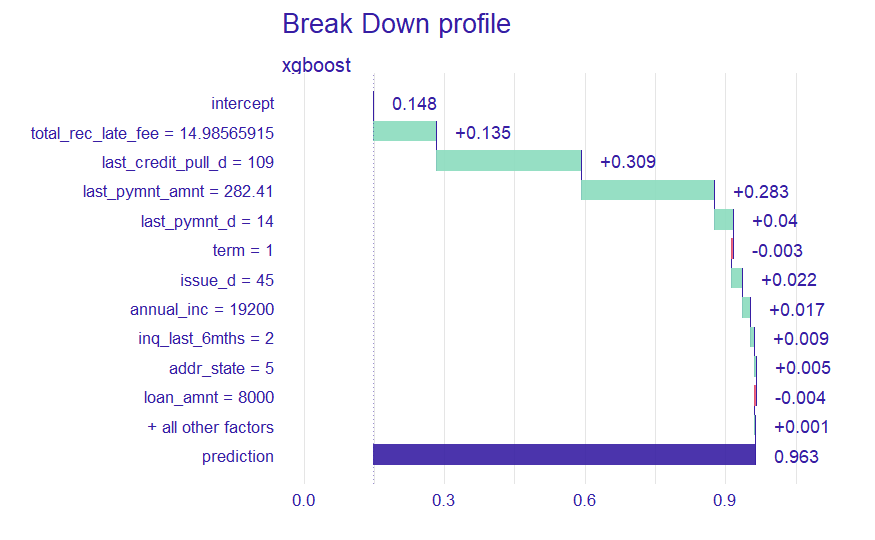 Break Down profile
xgboost
intercept 0.148
total_rec_late_fee = 14.98565915 +0.135
last_credit_pull_d = 109 +0.309
last_pymnt_amnt = 282.41 +0.283
last_pymnt_d = 14 +0.04
term = 1 -0.003
issue_d = 45 +0.022
annual_inc = 19200 +0.017
inq_last_6mths = 2 +0.009
addr_state = 5 +0.005
loan_amnt = 8000 -0.004
+ all other factors +0.001
prediction 0.963
0.0 0.3 0.6 0.9